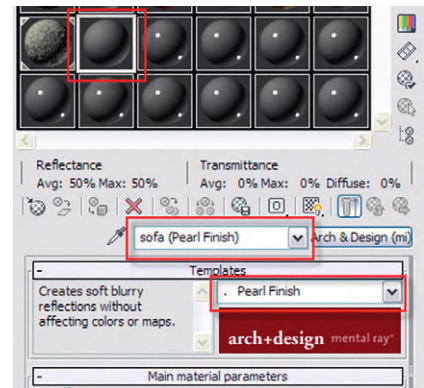 Reflectance
Transmittance
Avg: 50% Max: 50%
Avg: 0% Max: 0% Diffuse: 0%
sofa (Pearl Finish)
Arch & Design (mi)
- Templates
Creates soft blurry
reflections without
affecting colors or maps.
. Pearl Finish
arch+design mental ray
- Main material parameters